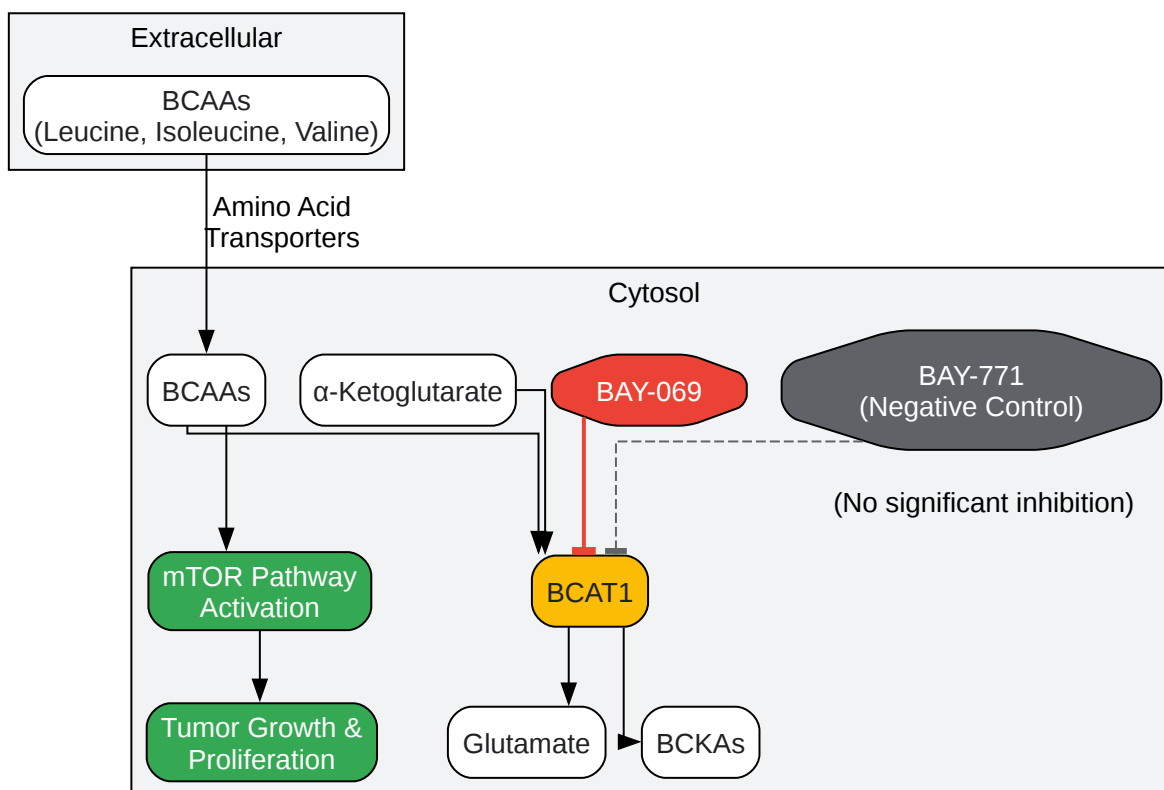 Extracellular
BCAAs
(Leucine, Isoleucine, Valine)
Amino Acid
Transporters
Cytosol
BCAAs
α-Ketoglutarate
BAY-069
BAY-771
(Negative Control)
(No significant inhibition)
mTOR Pathway
Activation
BCAT1
Tumor Growth &
Proliferation
Glutamate
BCKAs